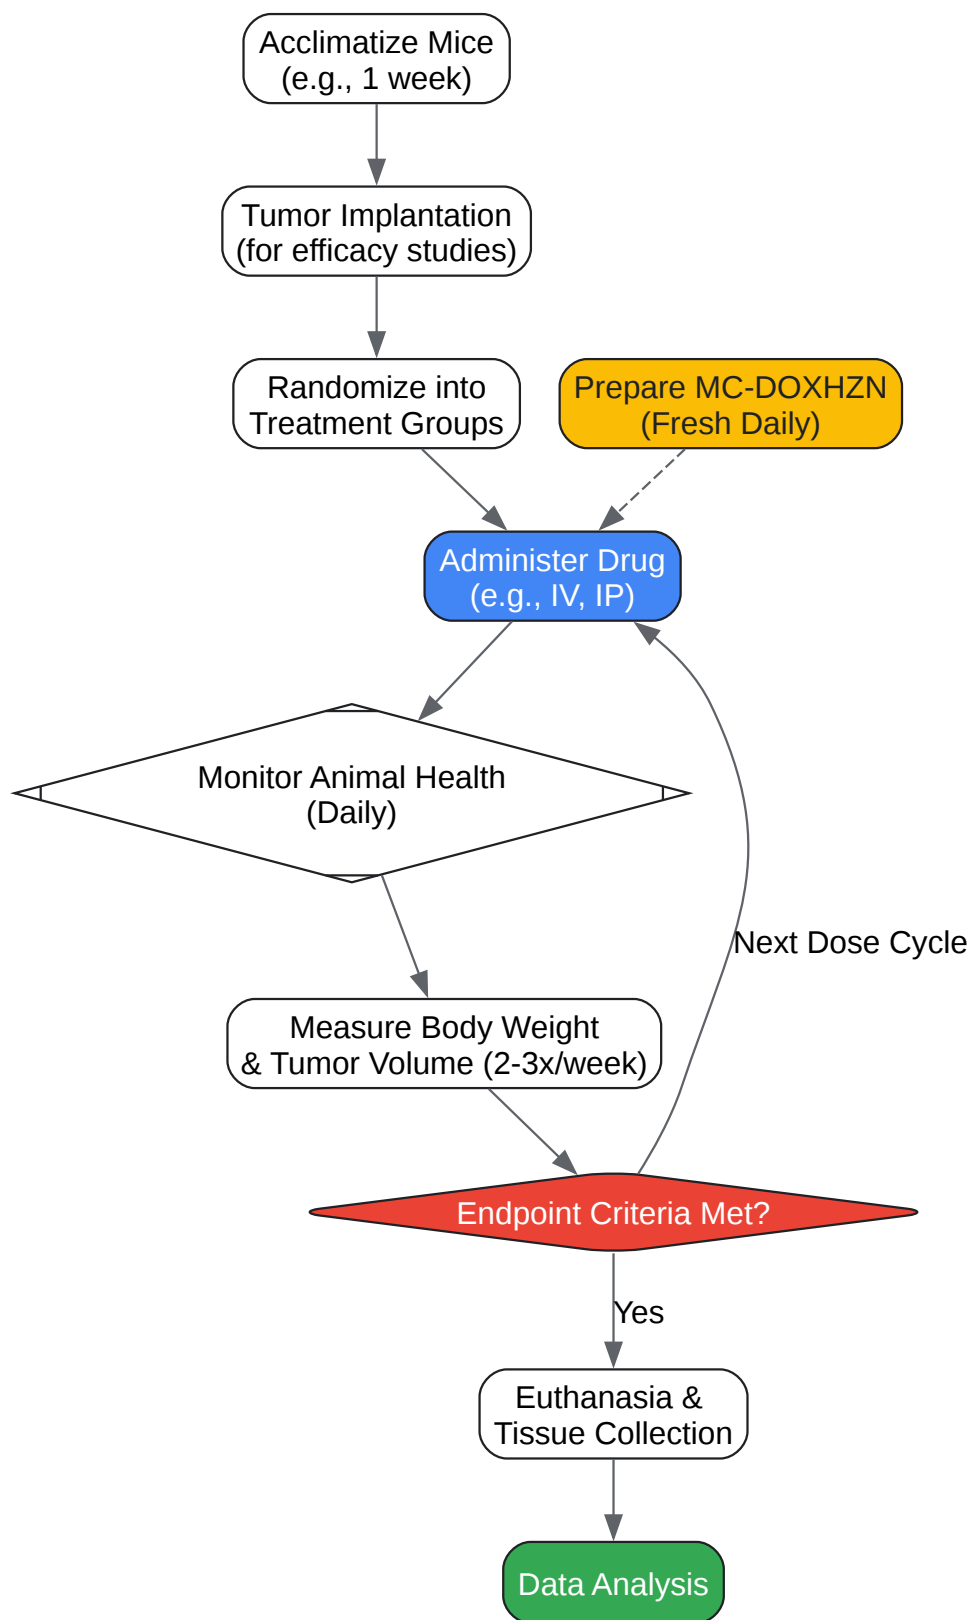 Acclimatize Mice
(e.g., 1 week)
Tumor Implantation
(for efficacy studies)
Randomize into
Treatment Groups
Prepare MC-DOXHZN
(Fresh Daily)
Administer Drug
(e.g., IV, IP)
Monitor Animal Health
(Daily)
Next Dose Cycle
Measure Body Weight
& Tumor Volume (2-3x/week)
Endpoint Criteria Met?
Yes
Euthanasia &
Tissue Collection
Data Analysis